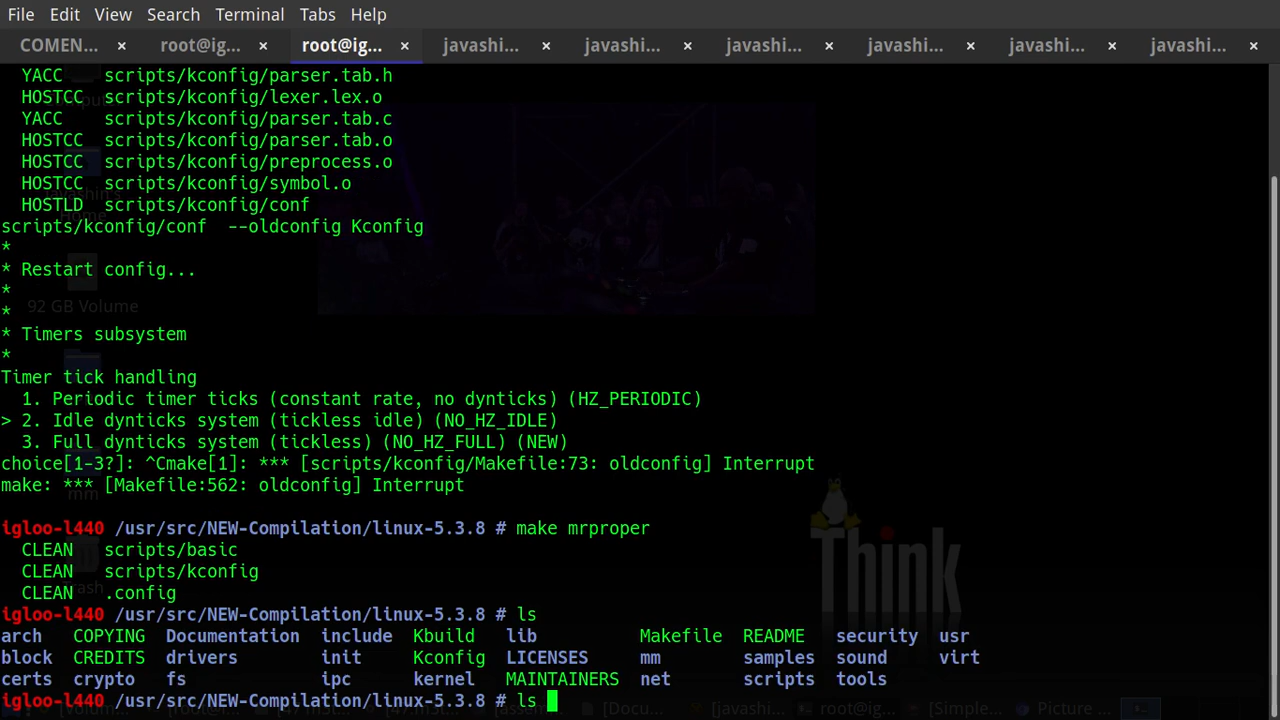 File Edit View Search Terminal Tabs Help
COMEN... × root@ig... × root@ig... × javashi... × javashi... × javashi... × javashi... × javashi... × javashi... ×
YACC scripts/kconfig/parser.tab.h
HOSTCC scripts/kconfig/lexer.lex.o
YACC scripts/kconfig/parser.tab.c
HOSTCC scripts/kconfig/parser.tab.o
HOSTCC scripts/kconfig/preprocess.o
HOSTCC scripts/kconfig/symbol.o
HOSTLD scripts/kconfig/conf
scripts/kconfig/conf --oldconfig Kconfig
*
* Restart config...
*
*
92 GB Volume
* Timers subsystem
*
Timer tick handling
1. Periodic timer ticks (constant rate, no dynticks) (HZ_PERIODIC)
> 2. Idle dynticks system (tickless idle) (NO_HZ_IDLE)
3. Full dynticks system (tickless) (NO_HZ_FULL) (NEW)
choice[1-3?]: ^Cmake[1]: *** [scripts/kconfig/Makefile:73: oldconfig] Interrupt
make: *** [Makefile:562: oldconfig] Interrupt
mm
igloo-l440 /usr/src/NEW-Compilation/linux-5.3.8 # make mrproper
CLEAN scripts/basic
CLEAN scripts/kconfig
Think
Trash
CLEAN .config
igloo-l440 /usr/src/NEW-Compilation/linux-5.3.8 # ls
arch COPYING Documentation include Kbuild lib Makefile README security usr
block CREDITS drivers init Kconfig LICENSES mm samples sound virt
certs crypto fs ipc kernel MAINTAINERS net scripts tools
igloo-l440 /usr/src/NEW-Compilation/linux-5.3.8 # ls